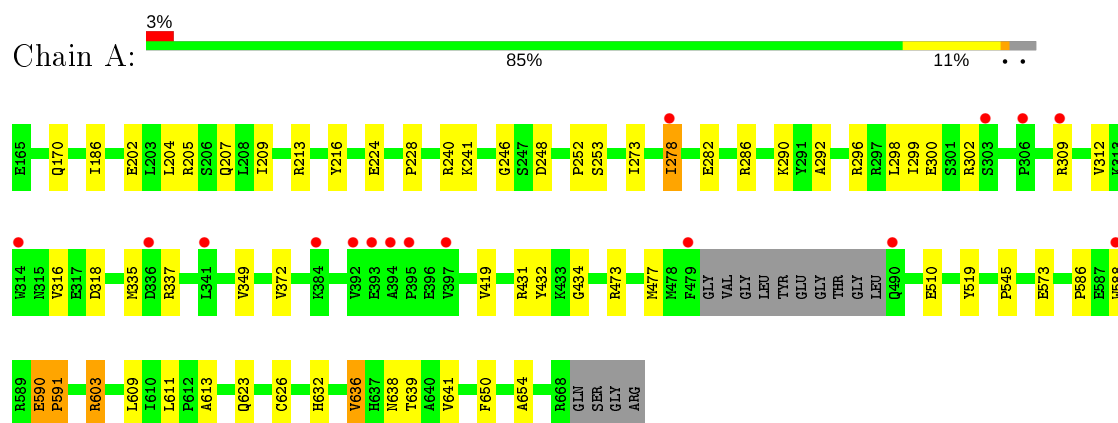 3%
Chain A:
85%
11%
• •
E165 Q170 I186 E202 L203 L204 R205 S206 Q207 L208 I209 R213 Y216 E224 P228 R240 K241 G246 S247 D248 P252 S253 I273 I278 E282 R286 K290 Y291 A292 R296 R297 L298 I299 E300 S301 R302 S303 P306 R309 V312 K313
W314 N315 V316 E317 D318 M335 D336 R337 L341 V349 V372 K384 V392 E393 A394 P395 E396 V397 V419 R431 Y432 K433 G434 R473 M477 M478 F479 GLY VAL GLY LEU TYR GLU GLY THR GLY LEU Q490 E510 Y519 P545 E573 P586 E587 W588
R589 E590 P591 R603 L609 I610 L611 P612 A613 Q623 C626 H632 V636 H637 N638 T639 A640 V641 F650 A654 R668 GLN SER GLY ARG